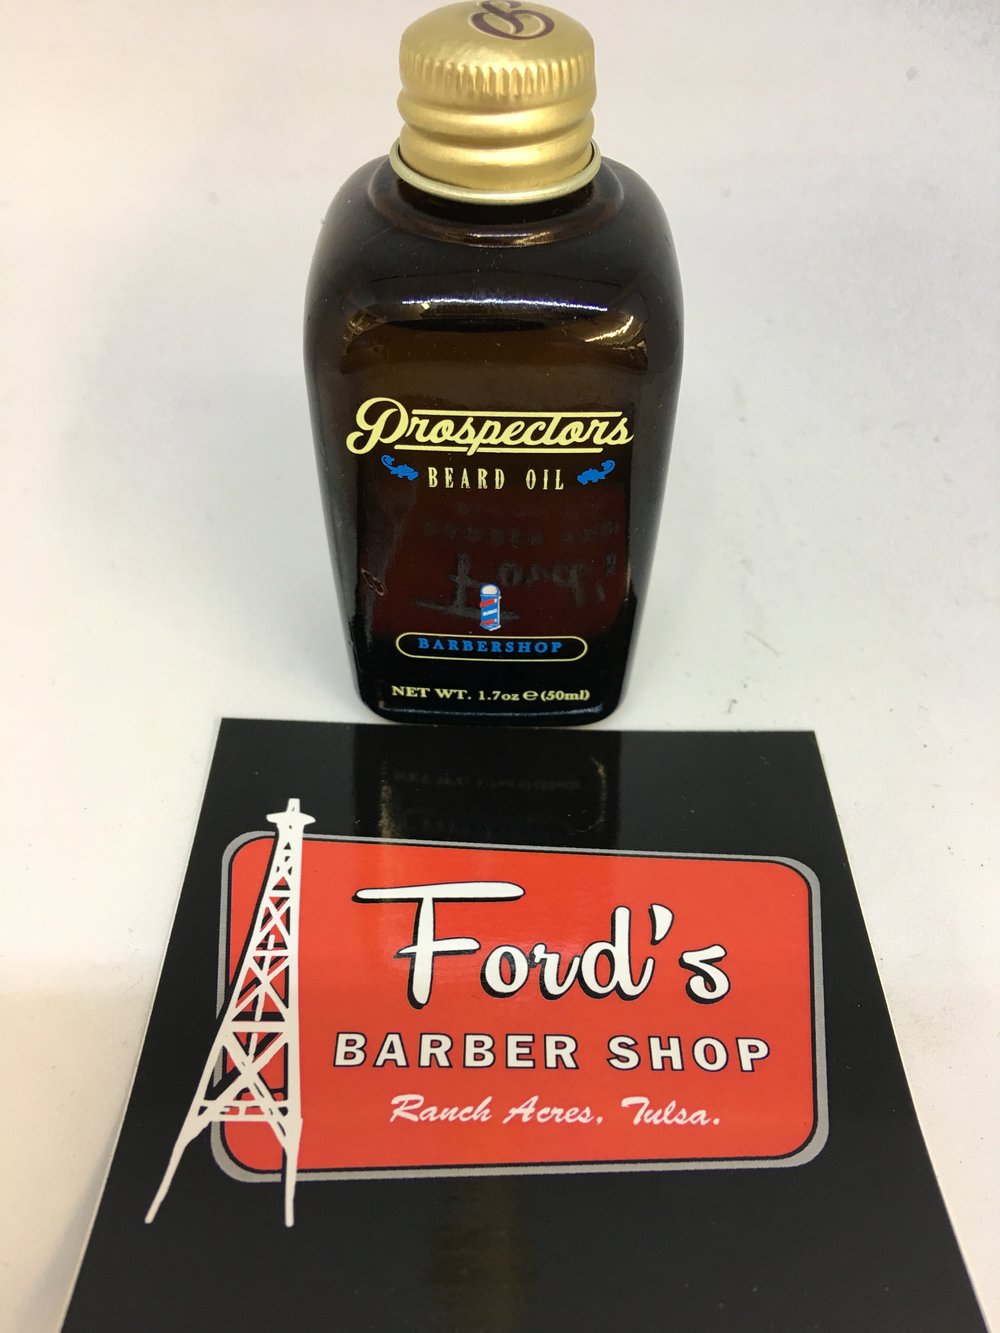 Prospectors
BEARD OIL
BARBERSHOP
NET WT. 1.7oz ℮ (50ml)
Ford's
BARBER SHOP
Ranch Acres, Tulsa.